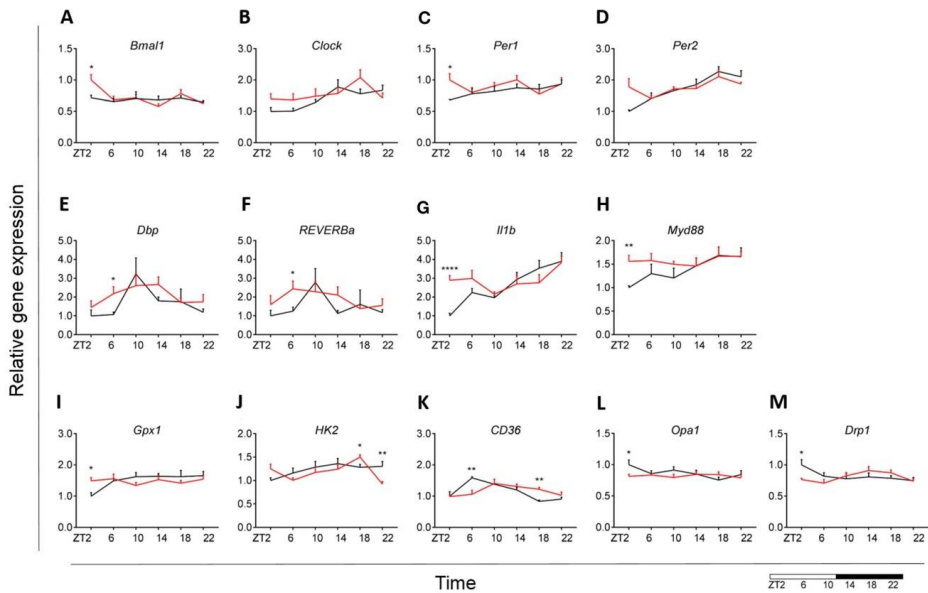 A B C D
Bmal1 Clock Per1 Per2
1.5 3.0 1.5 3.0
* *
1.0 2.0 1.0 2.0
0.5 1.0 0.5 1.0
0.0 0.0 0.0 0.0
ZT2 6 10 14 18 22 ZT2 6 10 14 18 22 ZT2 6 10 14 18 22 ZT2 6 10 14 18 22
Relative gene expression
E F G H
Dbp REVERBa Il1b Myd88
5.0 5.0 5.0 2.0
4.0 4.0 4.0 1.5
3.0 3.0 3.0 1.0
2.0 2.0 2.0 0.5
1.0 1.0 1.0 0.0
0.0 0.0 0.0
* * **** **
ZT2 6 10 14 18 22 ZT2 6 10 14 18 22 ZT2 6 10 14 18 22 ZT2 6 10 14 18 22
I J K L M
Gpx1 HK2 CD36 Opa1 Drp1
3.0 2.0 3.0 1.5 1.5
2.0 1.5 2.0 1.0 1.0
1.0 1.0 1.0 0.5 0.5
0.0 0.5 0.0 0.0 0.0
0.0
* * ** ** ** * *
ZT2 6 10 14 18 22 ZT2 6 10 14 18 22 ZT2 6 10 14 18 22 ZT2 6 10 14 18 22 ZT2 6 10 14 18 22
Time
ZT2 6 10 14 18 22